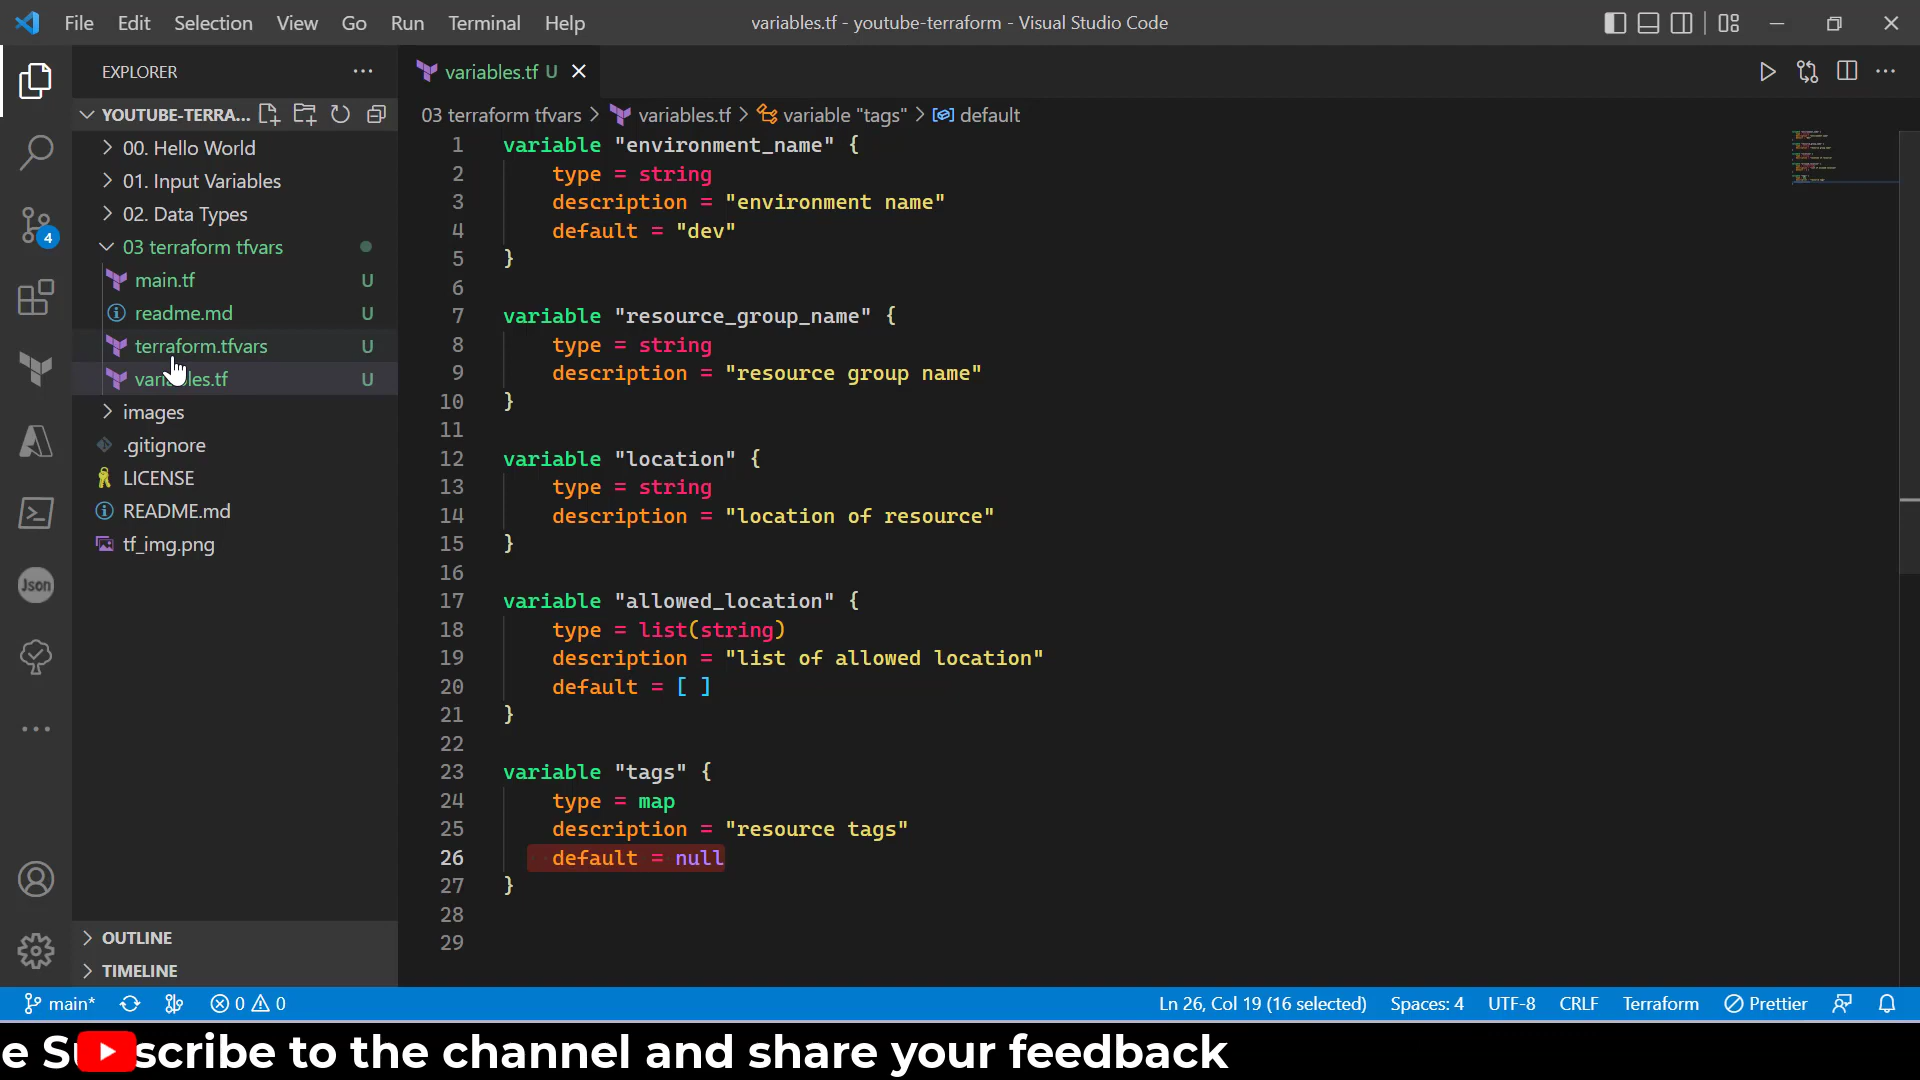 File Edit Selection View Go Run Terminal Help
variables.tf - youtube-terraform - Visual Studio Code
EXPLORER
YOUTUBE-TERRA...
00. Hello World
01. Input Variables
02. Data Types
03 terraform tfvars
main.tf U
readme.md U
terraform.tfvars U
variables.tf U
images
.gitignore
LICENSE
README.md
tf_img.png
OUTLINE
TIMELINE
4
Json
variables.tf U
03 terraform tfvars > variables.tf > variable "tags" > default
1 variable "environment_name" {
2 type = string
3 description = "environment name"
4 default = "dev"
5 }
6
7 variable "resource_group_name" {
8 type = string
9 description = "resource group name"
10 }
11
12 variable "location" {
13 type = string
14 description = "location of resource"
15 }
16
17 variable "allowed_location" {
18 type = list(string)
19 description = "list of allowed location"
20 default = [ ]
21 }
22
23 variable "tags" {
24 type = map
25 description = "resource tags"
26 default = null
27 }
28
29
main* 0 0 Ln 26, Col 19 (16 selected) Spaces: 4 UTF-8 CRLF Terraform Prettier
e Subscribe to the channel and share your feedback